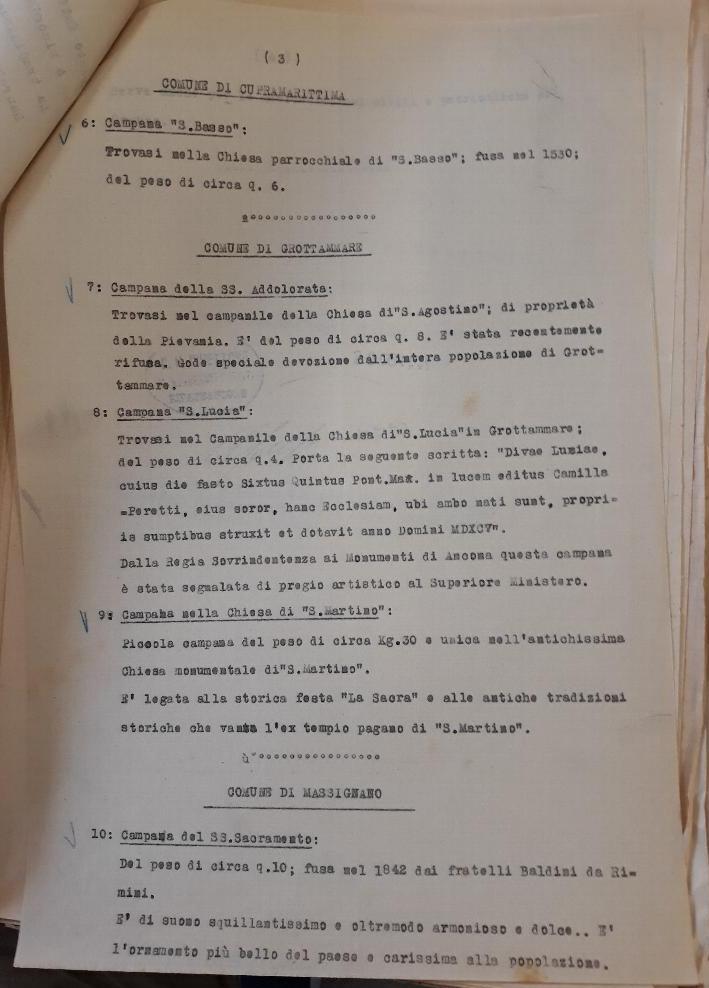 ( 3 )
COMUNE DI CUPRAMARITTIMA
6: Campana "S.Basso":
Trovasi nella Chiesa parrocchiale di "S.Basso"; fusa nel 1530;
del peso di circa q. 6.
COMUNE DI GROTTAMMARE
7: Campana della SS. Addolorata:
Trovasi nel campanile della Chiesa di"S.Agostino"; di proprietà
della Pievania. E' del peso di circa q. 8. E' stata recentemente
rifusa. Gode speciale devozione dall'intera popolazione di Grot=
tammare.
8: Campana "S.Lucia":
Trovasi nel Campanile della Chiesa di"S.Lucia"in Grottammare;
del peso di circa q.4. Porta la seguente scritta: "Divae Luziae,
cuius die fasto Sixtus Quintus Pont.Max. in lucem editus Camilla
=Peretti, eius soror, hanc Ecclesiam, ubi ambo nati sunt, propri=
is sumptibus struxit et dotavit anno Domini MDXCV".
Dalla Regia Sovrindentenza ai Monumenti di Ancona questa campana
è stata segnalata di pregio artistico al Superiore Ministero.
9: Campana nella Chiesa di "S.Martino":
Piccola campana del peso di circa Kg.30 e unica nell'antichissima
Chiesa monumentale di"S.Martino".
E' legata alla storica festa "La Sacra" e alle antiche tradizioni
storiche che vanta l'ex tempio pagano di "S.Martino".
COMUNE DI MASSIGNANO
10: Campana del SS.Sacramento:
Del peso di circa q.10; fusa nel 1842 dai fratelli Baldini da Ri=
mini.
E' di suono squillantissimo e oltremodo armonioso e dolce.. E'
l'ornamento più bello del paese e carissima alla popolazione.